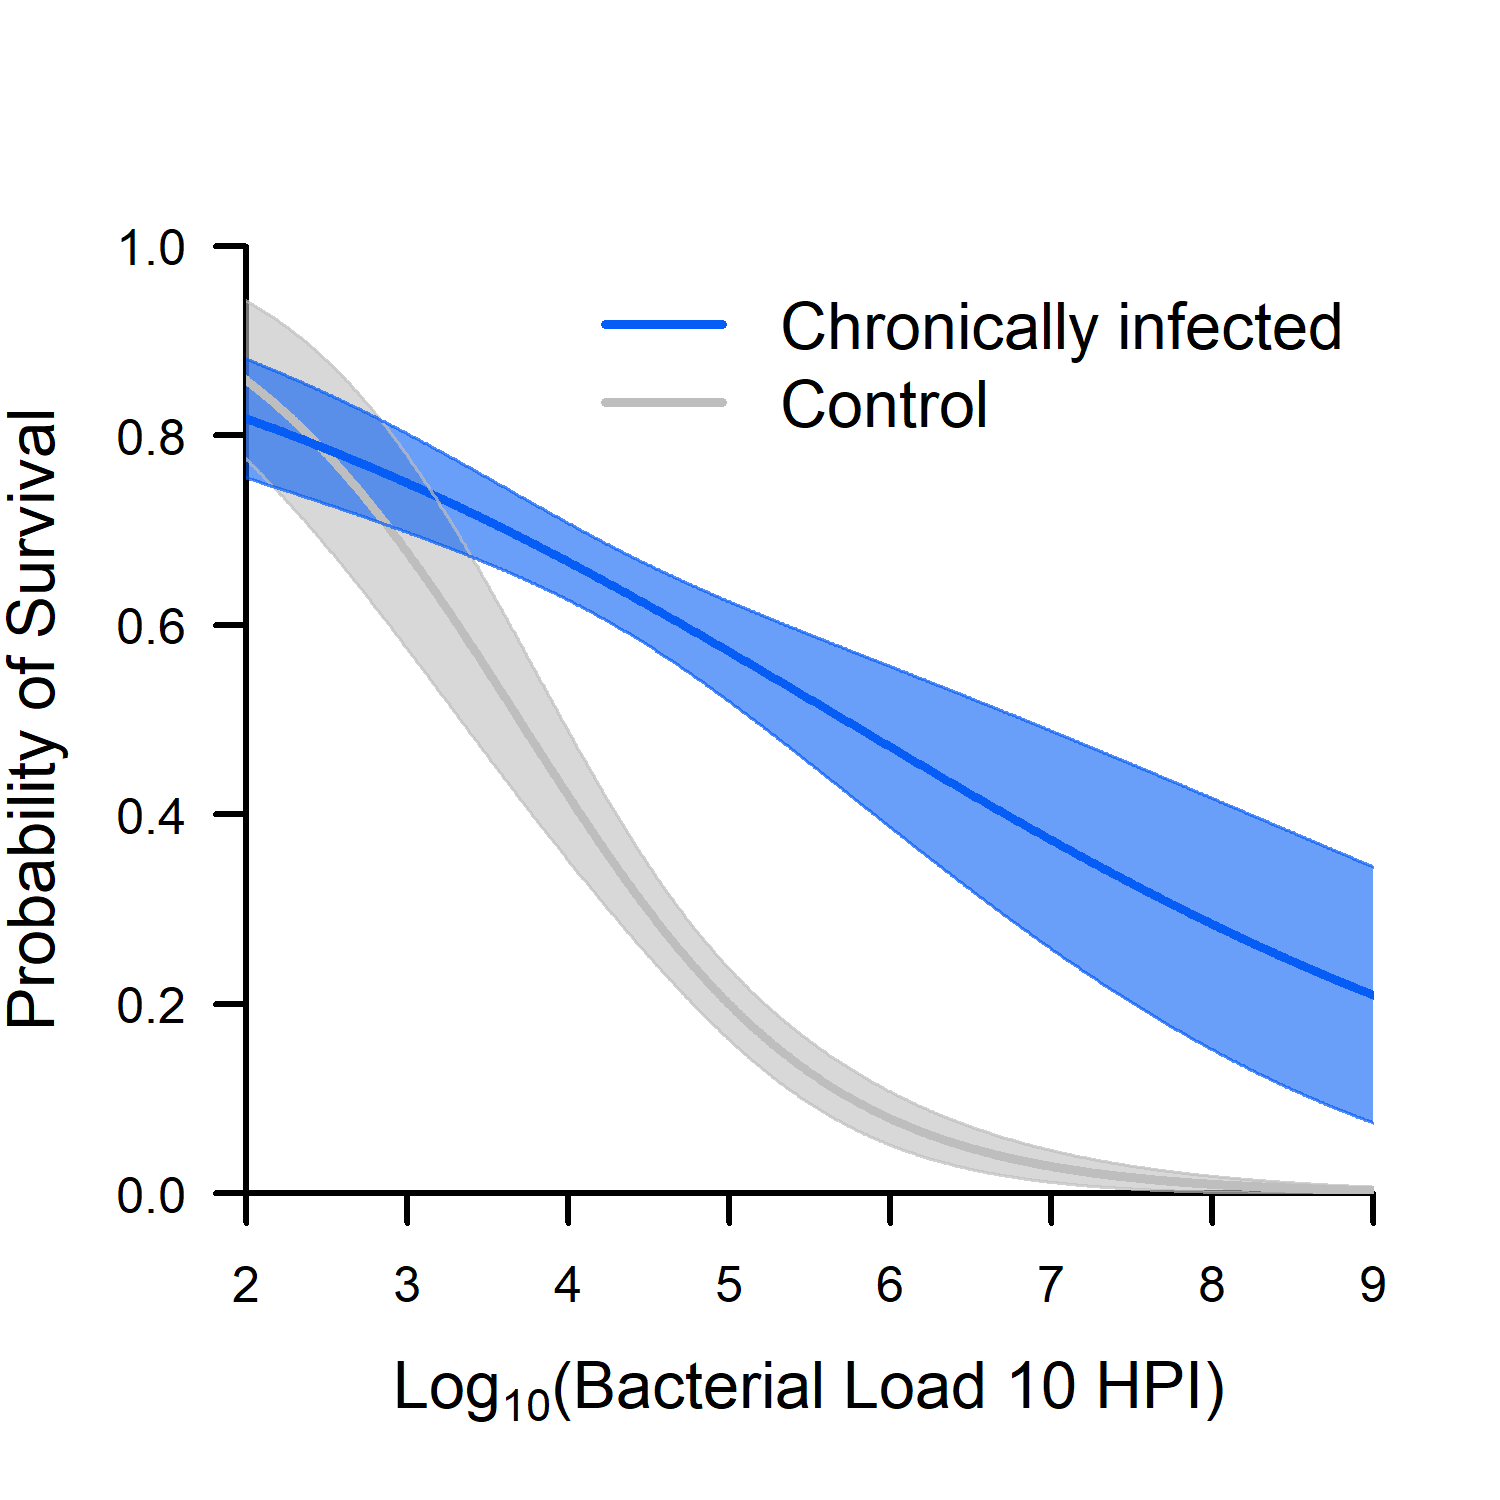 Chronically infected
Control
Probability of Survival
1.0
0.8
0.6
0.4
0.2
0.0
2 3 4 5 6 7 8 9
Log₁₀(Bacterial Load 10 HPI)